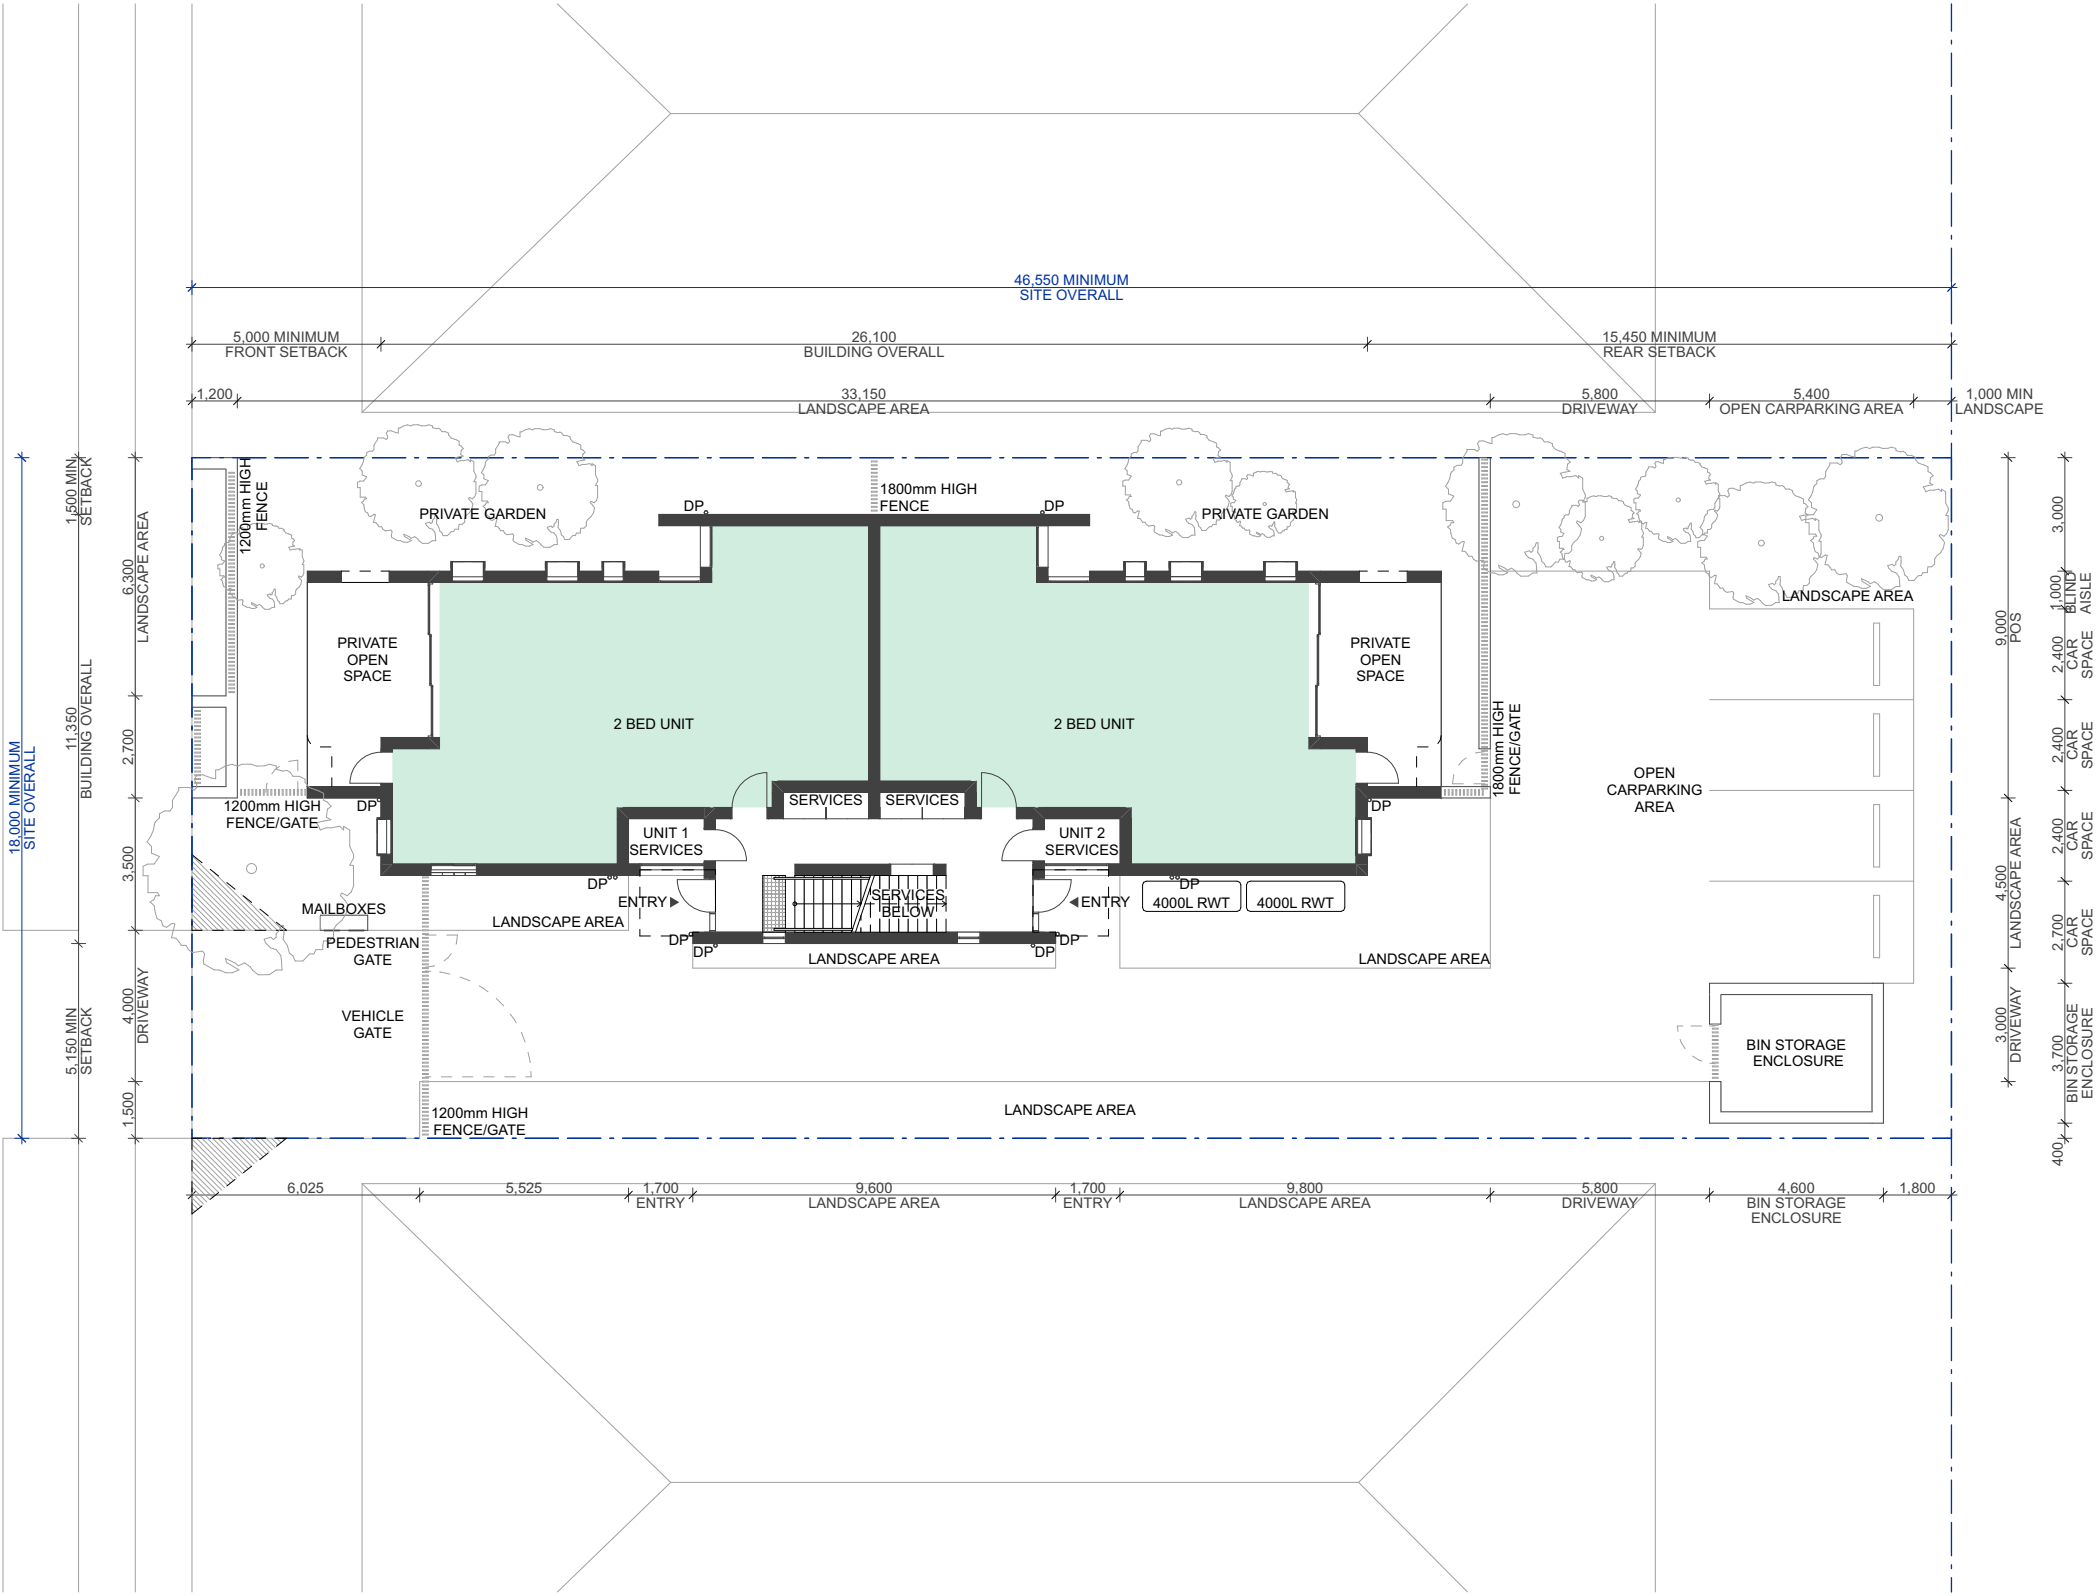 46,550 MINIMUM
SITE OVERALL
5,000 MINIMUM
FRONT SETBACK
26,100
BUILDING OVERALL
15,450 MINIMUM
REAR SETBACK
1,200
33,150
LANDSCAPE AREA
5,800
DRIVEWAY
5,400
OPEN CARPARKING AREA
1,000 MIN
LANDSCAPE
18,000 MINIMUM
SITE OVERALL
1,500 MIN
SETBACK
11,350
BUILDING OVERALL
5,150 MIN
SETBACK
6,300
LANDSCAPE AREA
2,700
3,500
4,000
DRIVEWAY
1,500
1200mm HIGH
FENCE
PRIVATE GARDEN
DP
1800mm HIGH
FENCE
DP
PRIVATE GARDEN
LANDSCAPE AREA
PRIVATE
OPEN
SPACE
PRIVATE
OPEN
SPACE
2 BED UNIT
2 BED UNIT
1800mm HIGH
FENCE/GATE
OPEN
CARPARKING
AREA
1200mm HIGH
FENCE/GATE
DP
SERVICES
SERVICES
DP
UNIT 1
SERVICES
UNIT 2
SERVICES
DP
ENTRY
SERVICES
BELOW
ENTRY
DP
4000L RWT
4000L RWT
MAILBOXES
LANDSCAPE AREA
PEDESTRIAN
GATE
DP
DP
DP
DP
LANDSCAPE AREA
LANDSCAPE AREA
VEHICLE
GATE
BIN STORAGE
ENCLOSURE
1200mm HIGH
FENCE/GATE
LANDSCAPE AREA
9,000
POS
4,500
LANDSCAPE AREA
3,000
DRIVEWAY
3,000
1,000
BLIND
AISLE
2,400
CAR
SPACE
2,400
CAR
SPACE
2,400
CAR
SPACE
2,700
CAR
SPACE
3,700
BIN STORAGE
ENCLOSURE
400
6,025
5,525
1,700
ENTRY
9,600
LANDSCAPE AREA
1,700
ENTRY
9,800
LANDSCAPE AREA
5,800
DRIVEWAY
4,600
BIN STORAGE
ENCLOSURE
1,800